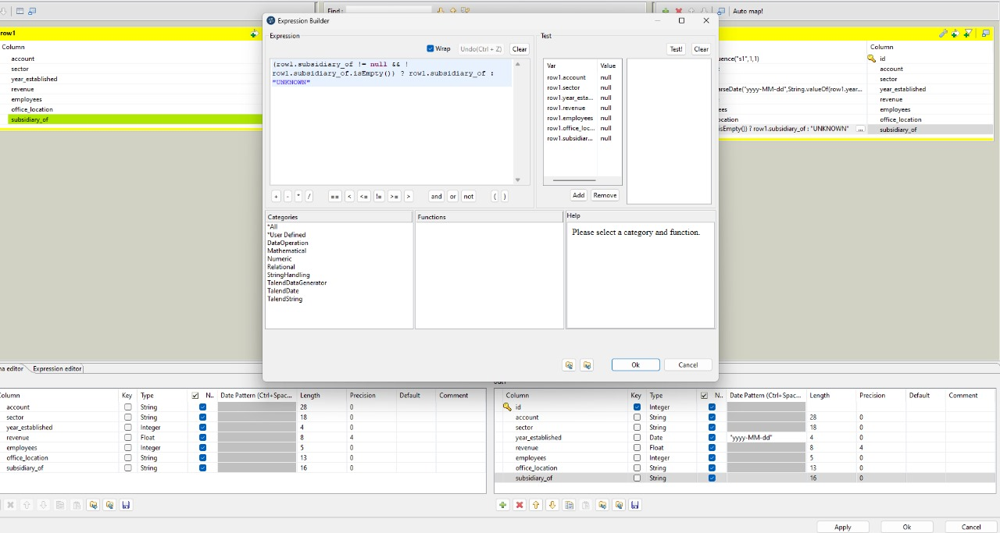 Find :
Auto map!
Expression Builder
row1
Column
account
sector
year_established
revenue
employees
office_location
subsidiary_of
Expression
Wrap
Undo(Ctrl + Z)
Clear
(row1.subsidiary_of != null && !
row1.subsidiary_of.isEmpty()) ? row1.subsidiary_of :
"UNKNOWN"
+ - * / == < <= != >= > and or not ( )
Test
Test!
Clear
Var Value
row1.account null
row1.sector null
row1.year_esta... null
row1.revenue null
row1.employees null
row1.office_loc... null
row1.subsidiar... null
Add
Remove
Categories
*All
*User Defined
DataOperation
Mathematical
Numeric
Relational
StringHandling
TalendDataGenerator
TalendDate
TalendString
Functions
Help
Please select a category and function.
Ok
Cancel
Column
uence("s1",1,1) id
account
sector
arseDate("yyyy-MM-dd",String.valueOf(row1.year... year_established
revenue
ees employees
ocation office_location
isEmpty()) ? row1.subsidiary_of : "UNKNOWN" ... subsidiary_of
na editor
Expression editor
Column Key Type N.. Date Pattern (Ctrl+Spac... Length Precision Default Comment
account String 28 0
sector String 18 0
year_established Integer 4 0
revenue Float 8 4
employees Integer 5 0
office_location String 13 0
subsidiary_of String 16 0
out1
Column Key Type N.. Date Pattern (Ctrl+Spac... Length Precision Default Comment
id Integer
account String 28 0
sector String 18 0
year_established Date "yyyy-MM-dd" 4 0
revenue Float 8 4
employees Integer 5 0
office_location String 13 0
subsidiary_of String 16 0
Apply
Ok
Cancel